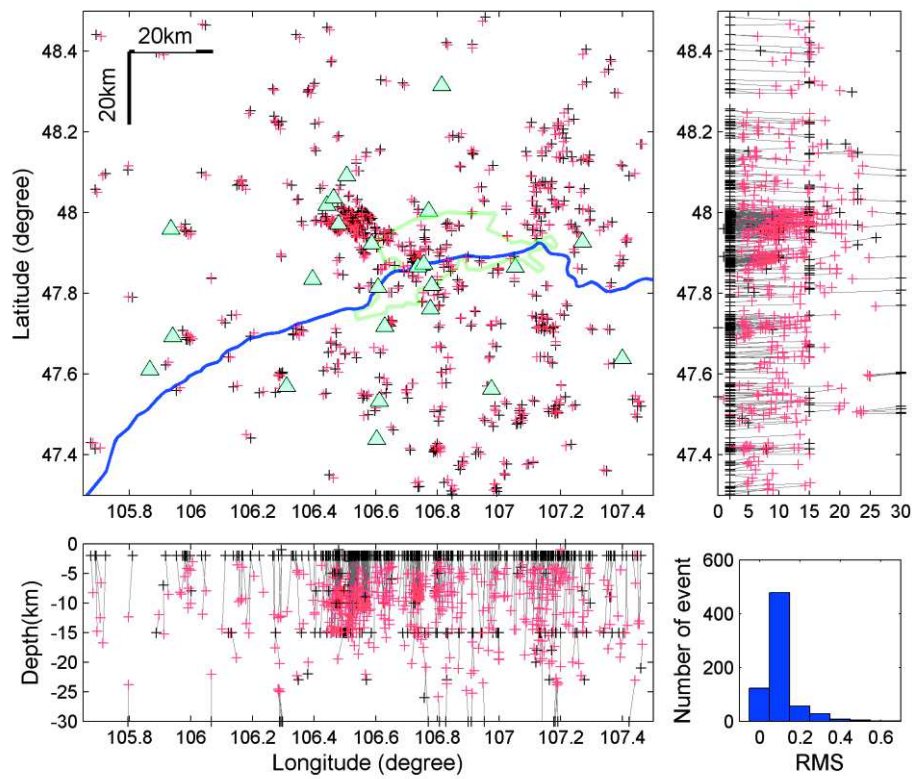 20km
20km
48.4
48.2
48
47.8
47.6
47.4
Latitude (degree)
105.8 106 106.2 106.4 106.6 106.8 107 107.2 107.4
48.4
48.2
48
47.8
47.6
47.4
0 5 10 15 20 25 30
0
-5
-10
-15
-20
-25
-30
Depth(km)
105.8 106 106.2 106.4 106.6 106.8 107 107.2 107.4
Longitude (degree)
600
400
200
0
Number of event
0 0.2 0.4 0.6
RMS